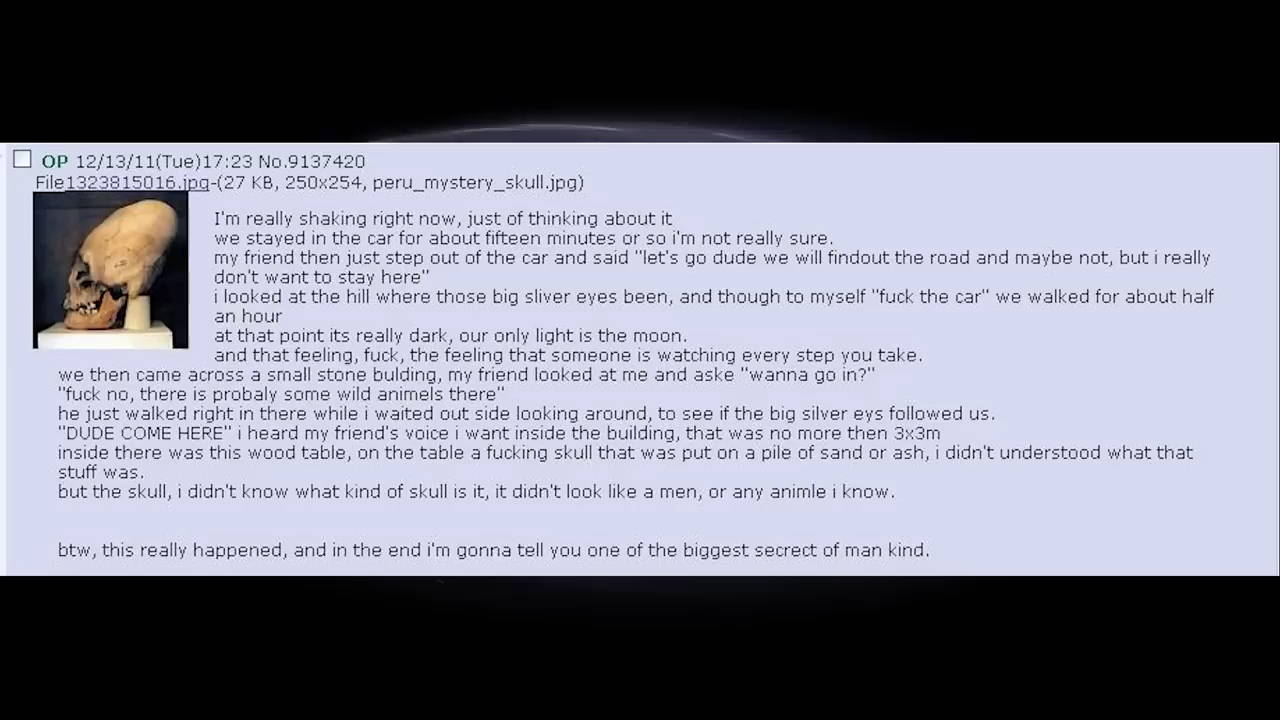 OP 12/13/11(Tue)17:23 No.9137420
File1323815016.jpg-(27 KB, 250x254, peru_mystery_skull.jpg)
I'm really shaking right now, just of thinking about it
we stayed in the car for about fifteen minutes or so i'm not really sure.
my friend then just step out of the car and said "let's go dude we will findout the road and maybe not, but i really
don't want to stay here"
i looked at the hill where those big sliver eyes been, and though to myself "fuck the car" we walked for about half
an hour
at that point its really dark, our only light is the moon.
and that feeling, fuck, the feeling that someone is watching every step you take.
we then came across a small stone bulding, my friend looked at me and aske "wanna go in?"
"fuck no, there is probaly some wild animels there"
he just walked right in there while i waited out side looking around, to see if the big silver eys followed us.
"DUDE COME HERE" i heard my friend's voice i want inside the building, that was no more then 3x3m
inside there was this wood table, on the table a fucking skull that was put on a pile of sand or ash, i didn't understood what that
stuff was.
but the skull, i didn't know what kind of skull is it, it didn't look like a men, or any animle i know.
btw, this really happened, and in the end i'm gonna tell you one of the biggest secrect of man kind.